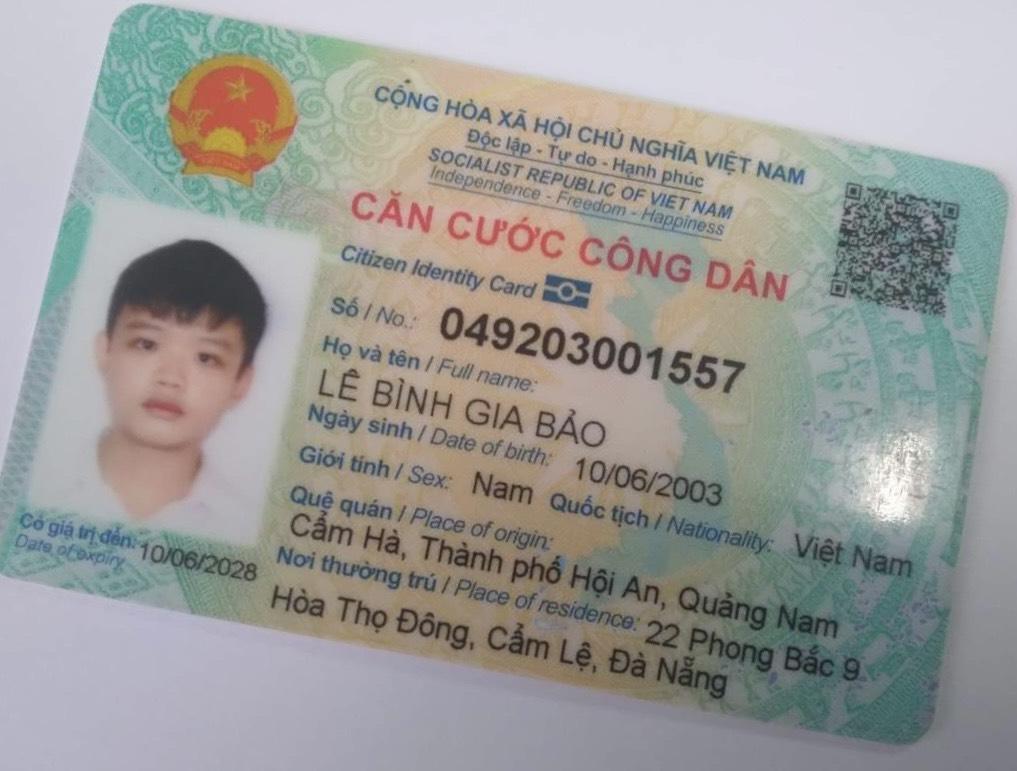 CỘNG HÒA XÃ HỘI CHỦ NGHĨA VIỆT NAM
Độc lập - Tự do - Hạnh phúc
SOCIALIST REPUBLIC OF VIET NAM
Independence - Freedom - Happiness
CĂN CƯỚC CÔNG DÂN
Citizen Identity Card
Số / No.: 049203001557
Họ và tên / Full name:
LÊ BÌNH GIA BẢO
Ngày sinh / Date of birth: 10/06/2003
Giới tính / Sex: Nam Quốc tịch / Nationality: Việt Nam
Quê quán / Place of origin:
Cẩm Hà, Thành phố Hội An, Quảng Nam
Nơi thường trú / Place of residence: 22 Phong Bắc 9
Hòa Thọ Đông, Cẩm Lệ, Đà Nẵng
Có giá trị đến: 10/06/2028
Date of expiry